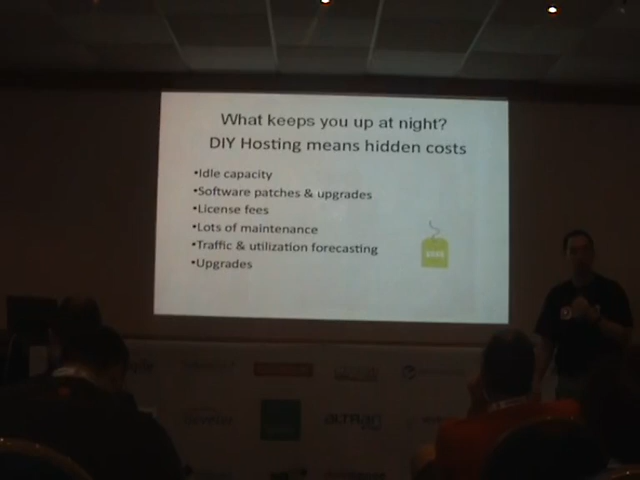 What keeps you up at night?
DIY Hosting means hidden costs
•Idle capacity
•Software patches & upgrades
•License fees
•Lots of maintenance
•Traffic & utilization forecasting
•Upgrades